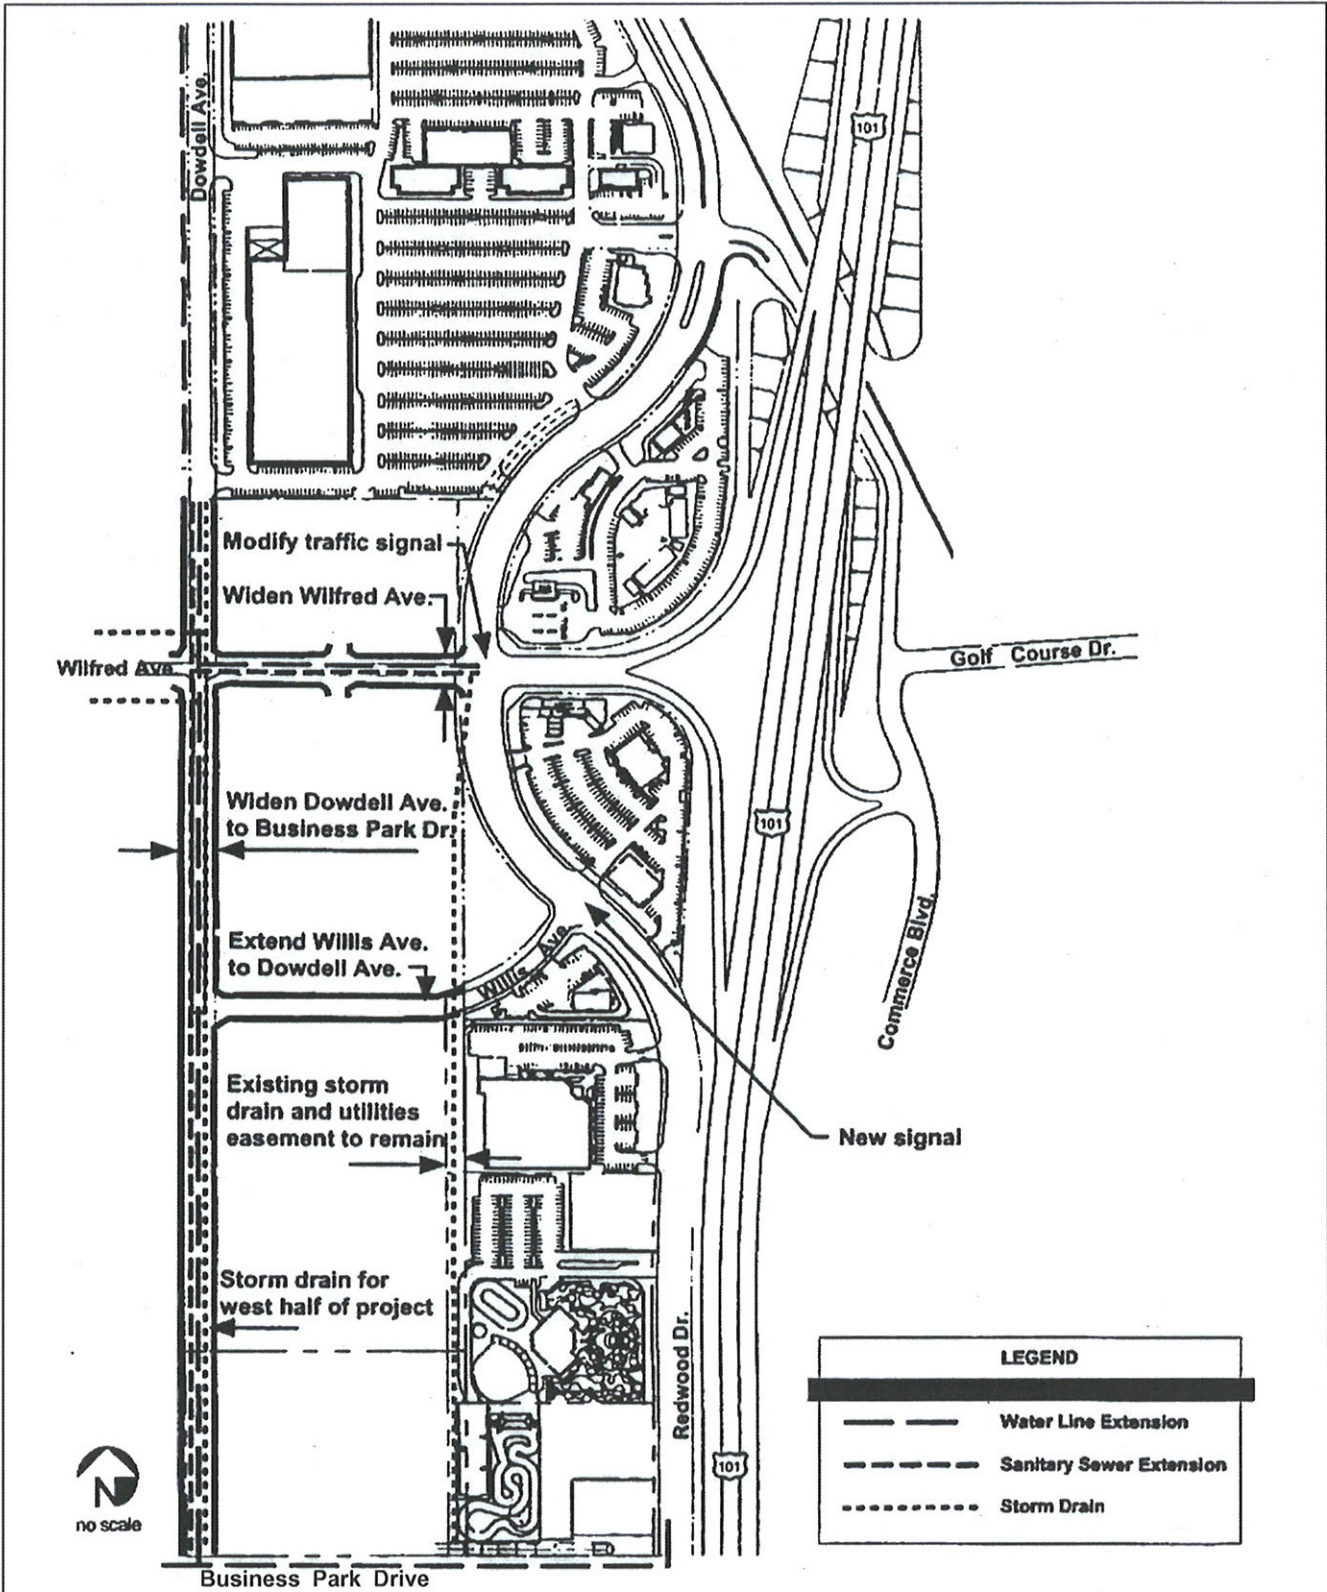 Dowdell Ave.
101
Modify traffic signal
Widen Wilfred Ave.
Wilfred Ave.
Golf Course Dr.
Widen Dowdell Ave.
to Business Park Dr.
101
Extend Willis Ave.
to Dowdell Ave.
Willis Ave.
Commerce Blvd.
Existing storm
drain and utilities
easement to remain
New signal
Storm drain for
west half of project
Redwood Dr.
LEGEND
Water Line Extension
Sanitary Sewer Extension
Storm Drain
101
N
no scale
Business Park Drive